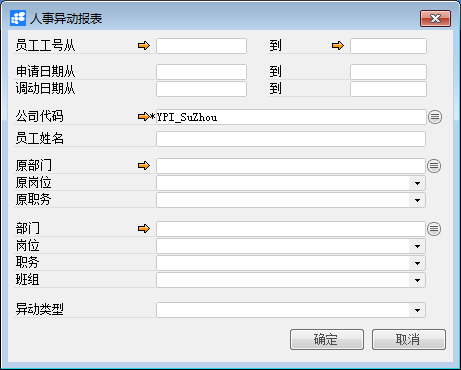 人事异动报表
员工工号从 到
申请日期从 到
调动日期从 到
公司代码 *YPI_SuZhou
员工姓名
原部门
原岗位
原职务
部门
岗位
职务
班组
异动类型
确定 取消